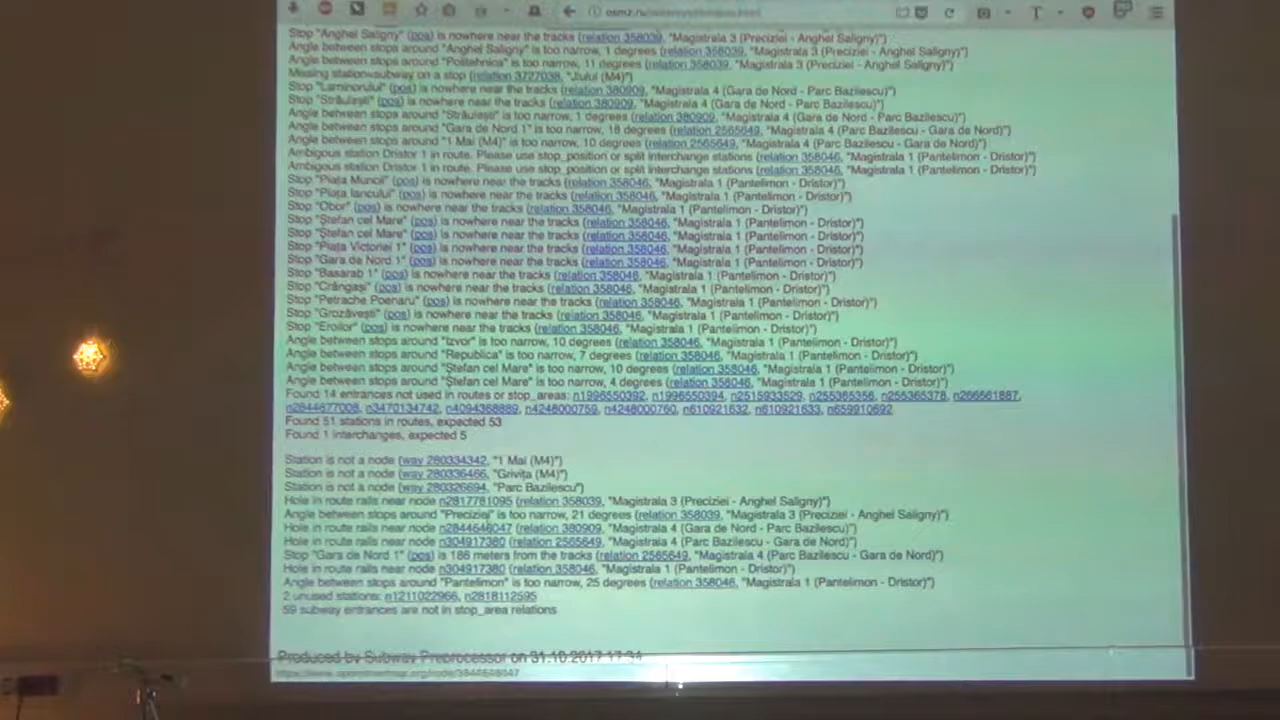 Stop "Anghel Saligny" (pos) is nowhere near the tracks (relation 358039, "Magistrala 3 (Preciziei - Anghel Saligny)")
Angle between stops around "Anghel Saligny" is too narrow, 1 degrees (relation 358039, "Magistrala 3 (Preciziei - Anghel Saligny)")
Angle between stops around "Politehnica" is too narrow, 11 degrees (relation 358039, "Magistrala 3 (Preciziei - Anghel Saligny)")
Missing station=subway on a stop (relation 3727038, "Jiului (M4)")
Stop "Laminorului" (pos) is nowhere near the tracks (relation 380909, "Magistrala 4 (Gara de Nord - Parc Bazilescu)")
Stop "Străulești" (pos) is nowhere near the tracks (relation 380909, "Magistrala 4 (Gara de Nord - Parc Bazilescu)")
Angle between stops around "Străulești" is too narrow, 1 degrees (relation 380909, "Magistrala 4 (Gara de Nord - Parc Bazilescu)")
Angle between stops around "Gara de Nord 1" is too narrow, 18 degrees (relation 2565649, "Magistrala 4 (Parc Bazilescu - Gara de Nord)")
Angle between stops around "1 Mai (M4)" is too narrow, 10 degrees (relation 2565649, "Magistrala 4 (Parc Bazilescu - Gara de Nord)")
Ambigous station Dristor 1 in route. Please use stop_position or split interchange stations (relation 358046, "Magistrala 1 (Pantelimon - Dristor)")
Ambigous station Dristor 1 in route. Please use stop_position or split interchange stations (relation 358046, "Magistrala 1 (Pantelimon - Dristor)")
Stop "Piața Muncii" (pos) is nowhere near the tracks (relation 358046, "Magistrala 1 (Pantelimon - Dristor)")
Stop "Piața Iancului" (pos) is nowhere near the tracks (relation 358046, "Magistrala 1 (Pantelimon - Dristor)")
Stop "Obor" (pos) is nowhere near the tracks (relation 358046, "Magistrala 1 (Pantelimon - Dristor)")
Stop "Ștefan cel Mare" (pos) is nowhere near the tracks (relation 358046, "Magistrala 1 (Pantelimon - Dristor)")
Stop "Ștefan cel Mare" (pos) is nowhere near the tracks (relation 358046, "Magistrala 1 (Pantelimon - Dristor)")
Stop "Piața Victoriei 1" (pos) is nowhere near the tracks (relation 358046, "Magistrala 1 (Pantelimon - Dristor)")
Stop "Gara de Nord 1" (pos) is nowhere near the tracks (relation 358046, "Magistrala 1 (Pantelimon - Dristor)")
Stop "Basarab 1" (pos) is nowhere near the tracks (relation 358046, "Magistrala 1 (Pantelimon - Dristor)")
Stop "Crângași" (pos) is nowhere near the tracks (relation 358046, "Magistrala 1 (Pantelimon - Dristor)")
Stop "Petrache Poenaru" (pos) is nowhere near the tracks (relation 358046, "Magistrala 1 (Pantelimon - Dristor)")
Stop "Grozăvești" (pos) is nowhere near the tracks (relation 358046, "Magistrala 1 (Pantelimon - Dristor)")
Stop "Eroilor" (pos) is nowhere near the tracks (relation 358046, "Magistrala 1 (Pantelimon - Dristor)")
Angle between stops around "Izvor" is too narrow, 10 degrees (relation 358046, "Magistrala 1 (Pantelimon - Dristor)")
Angle between stops around "Republica" is too narrow, 7 degrees (relation 358046, "Magistrala 1 (Pantelimon - Dristor)")
Angle between stops around "Ștefan cel Mare" is too narrow, 10 degrees (relation 358046, "Magistrala 1 (Pantelimon - Dristor)")
Angle between stops around "Ștefan cel Mare" is too narrow, 4 degrees (relation 358046, "Magistrala 1 (Pantelimon - Dristor)")
Found 14 entrances not used in routes or stop_areas: n1996550392, n1996550394, n2515933529, n255365356, n255365378, n266561887,
n2844677008, n3470134742, n4094368889, n4248000759, n4248000760, n610921632, n610921633, n659910692
Found 51 stations in routes, expected 53
Found 1 interchanges, expected 5
Station is not a node (way 280334342, "1 Mai (M4)")
Station is not a node (way 280336466, "Grivița (M4)")
Station is not a node (way 280326694, "Parc Bazilescu")
Hole in route rails near node n2817781095 (relation 358039, "Magistrala 3 (Preciziei - Anghel Saligny)")
Angle between stops around "Preciziei" is too narrow, 21 degrees (relation 358039, "Magistrala 3 (Preciziei - Anghel Saligny)")
Hole in route rails near node n2844646047 (relation 380909, "Magistrala 4 (Gara de Nord - Parc Bazilescu)")
Hole in route rails near node n304917380 (relation 2565649, "Magistrala 4 (Parc Bazilescu - Gara de Nord)")
Stop "Gara de Nord 1" (pos) is 186 meters from the tracks (relation 2565649, "Magistrala 4 (Parc Bazilescu - Gara de Nord)")
Hole in route rails near node n304917380 (relation 358046, "Magistrala 1 (Pantelimon - Dristor)")
Angle between stops around "Pantelimon" is too narrow, 25 degrees (relation 358046, "Magistrala 1 (Pantelimon - Dristor)")
2 unused stations: n1211022966, n2818112595
59 subway entrances are not in stop_area relations
Produced by Subway Preprocessor on 31.10.2017 17:34